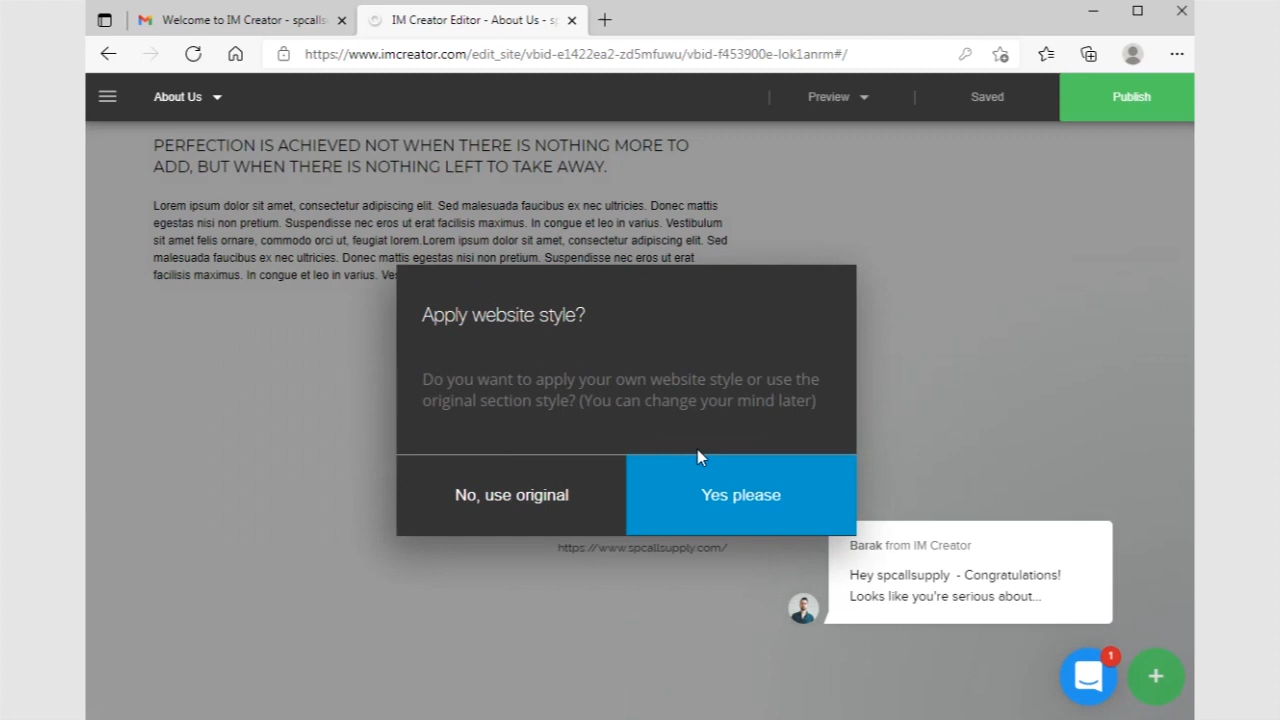 Welcome to IM Creator - spcalls
IM Creator Editor - About Us - s
https://www.imcreator.com/edit_site/vbid-e1422ea2-zd5mfuwu/vbid-f453900e-lok1anrm#/
About Us
Preview
Saved
Publish
PERFECTION IS ACHIEVED NOT WHEN THERE IS NOTHING MORE TO
ADD, BUT WHEN THERE IS NOTHING LEFT TO TAKE AWAY.
Lorem ipsum dolor sit amet, consectetur adipiscing elit. Sed malesuada faucibus ex nec ultricies. Donec mattis
egestas nisi non pretium. Suspendisse nec eros ut erat facilisis maximus. In congue et leo in varius. Vestibulum
sit amet felis ornare, commodo orci ut, feugiat lorem.Lorem ipsum dolor sit amet, consectetur adipiscing elit. Sed
malesuada faucibus ex nec ultricies. Donec mattis egestas nisi non pretium. Suspendisse nec eros ut erat
facilisis maximus. In congue et leo in varius. Ves
Apply website style?
Do you want to apply your own website style or use the
original section style? (You can change your mind later)
No, use original
Yes please
https://www.spcallsupply.com/
Barak from IM Creator
Hey spcallsupply - Congratulations!
Looks like you're serious about...
1